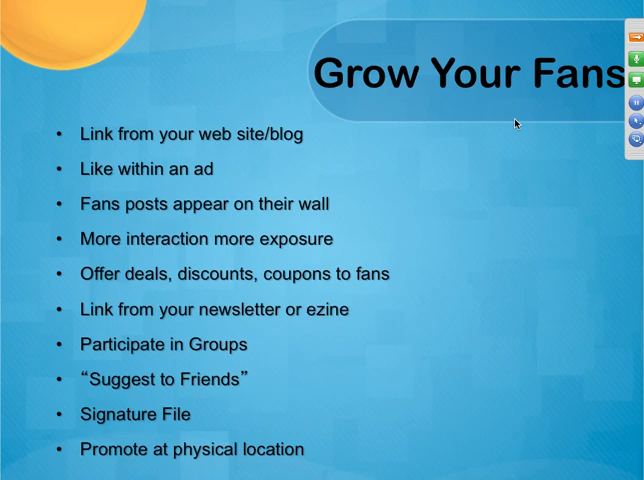 Grow Your Fans
• Link from your web site/blog
• Like within an ad
• Fans posts appear on their wall
• More interaction more exposure
• Offer deals, discounts, coupons to fans
• Link from your newsletter or ezine
• Participate in Groups
• “Suggest to Friends”
• Signature File
• Promote at physical location